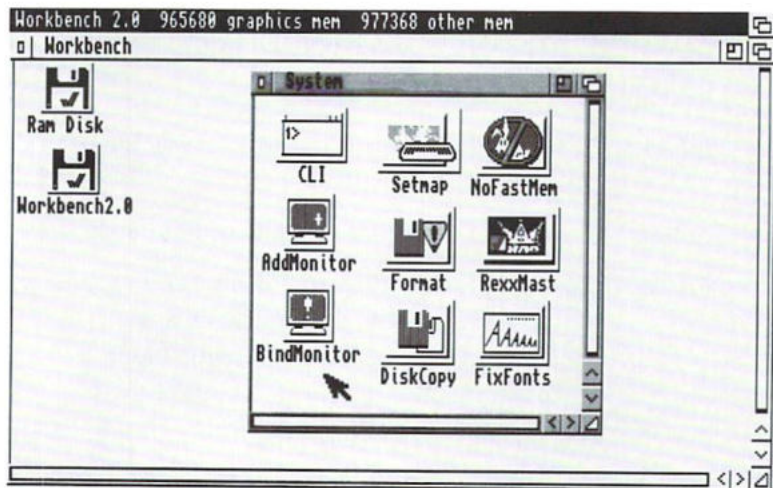 Workbench 2.0 965680 graphics mem 977368 other mem
Workbench
System
Ram Disk
Workbench2.0
1>
CLI
Setmap
NoFastMem
AddMonitor
Format
RexxMast
BindMonitor
DiskCopy
FixFonts